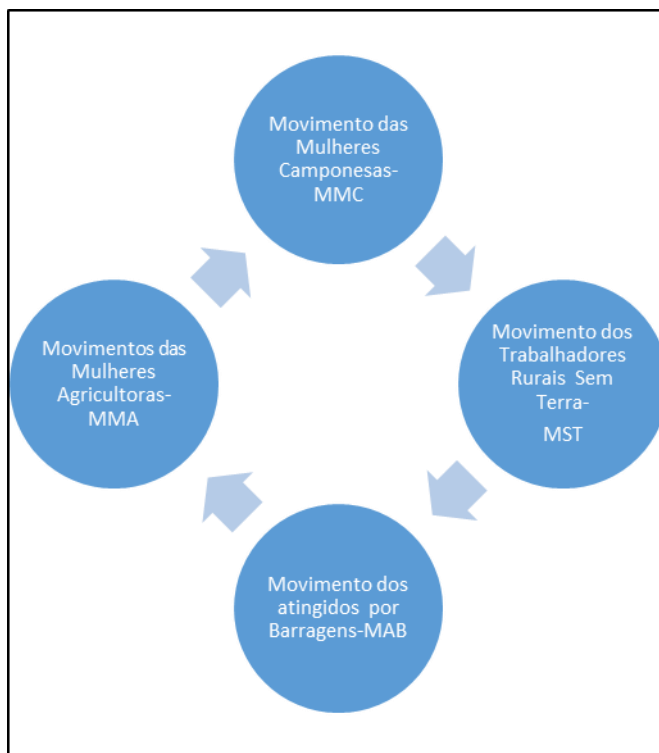 Movimento das
Mulheres
Camponesas-
MMC
Movimentos das
Mulheres
Agricultoras-
MMA
Movimento dos
Trabalhadores
Rurais Sem
Terra-
MST
Movimento dos
atingidos por
Barragens-MAB